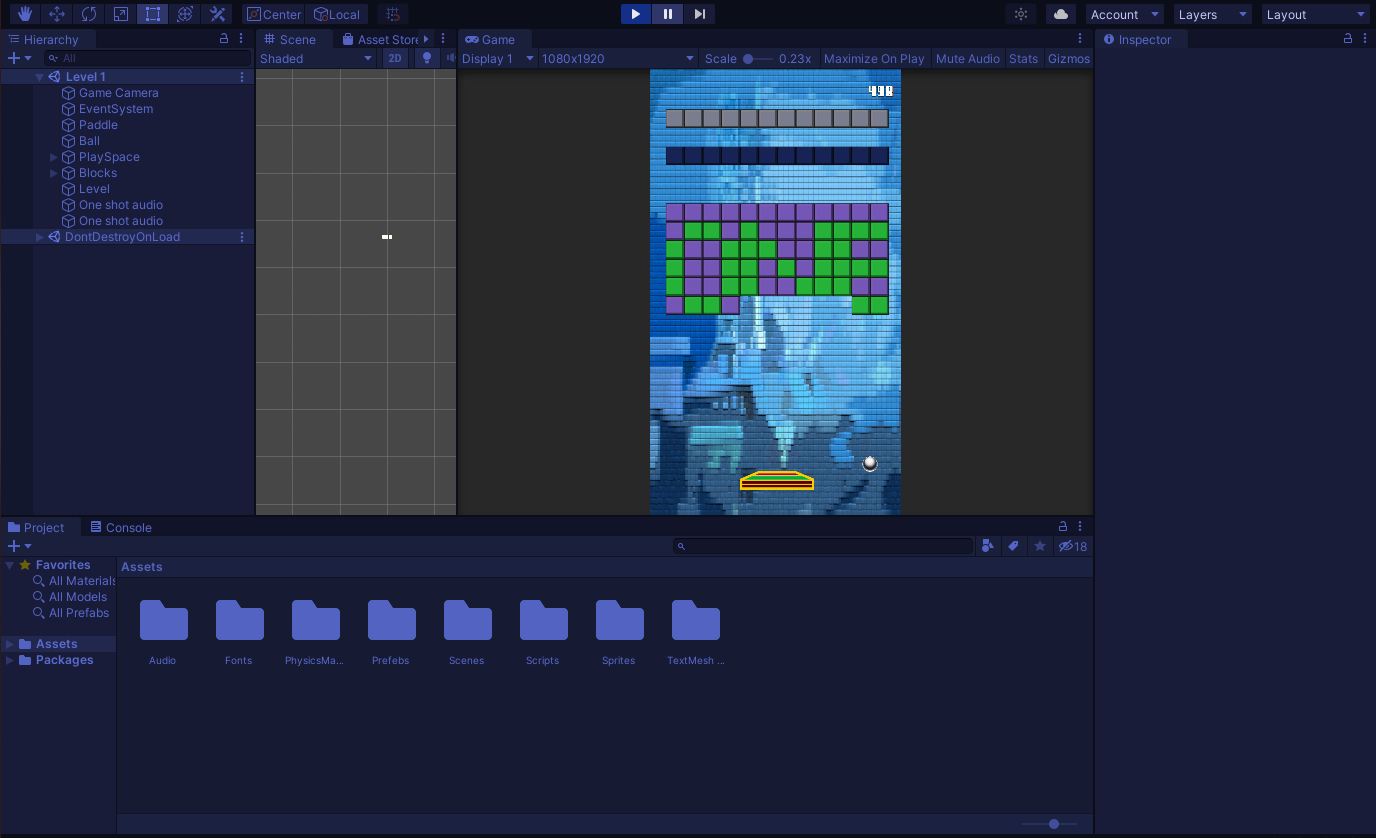 Center Local Account Layers Layout
Hierarchy Scene Asset Store Game Inspector
All Shaded 2D Display 1 1080x1920 Scale 0.23x Maximize On Play Mute Audio Stats Gizmos
Level 1
Game Camera
EventSystem
Paddle
Ball
PlaySpace
Blocks
Level
One shot audio
One shot audio
DontDestroyOnLoad
498
Project Console
18
Favorites
All Materials
All Models
All Prefabs
Assets
Packages
Assets
Audio Fonts PhysicsMa... Prefebs Scenes Scripts Sprites TextMesh ...